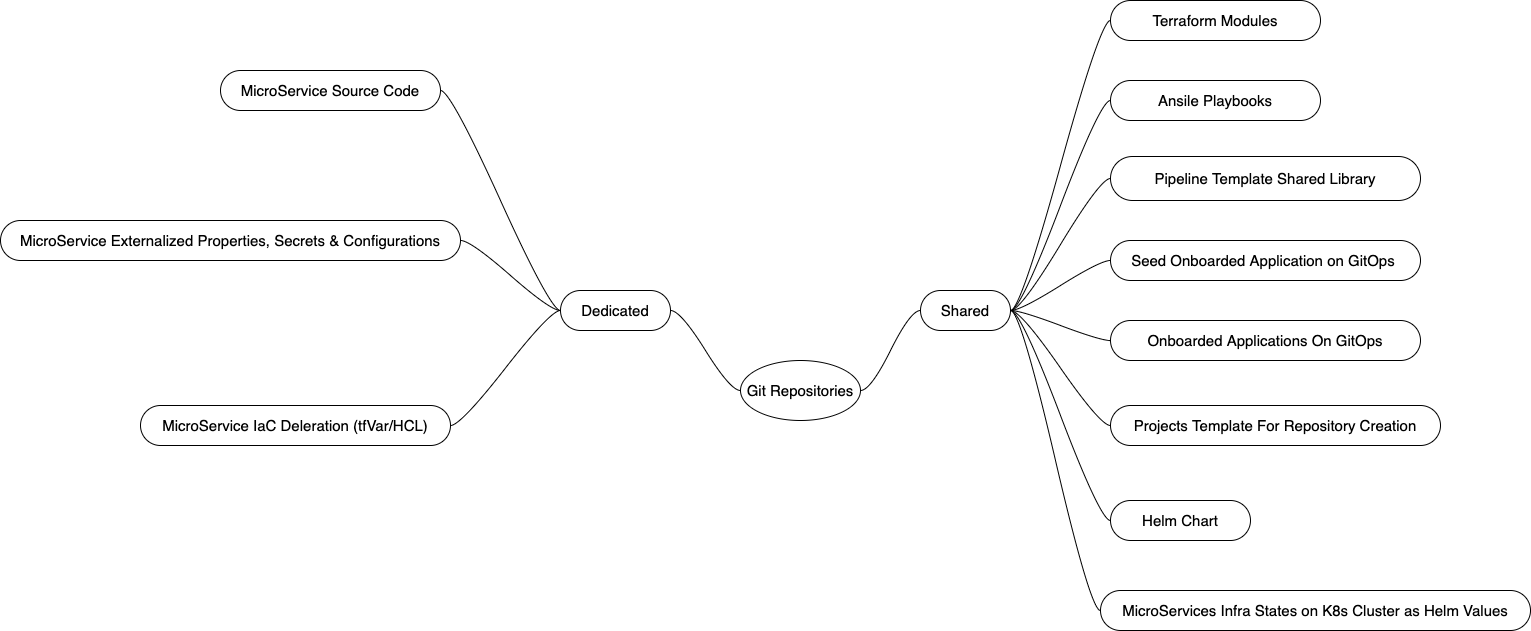 Terraform Modules
MicroService Source Code
Ansile Playbooks
Pipeline Template Shared Library
MicroService Externalized Properties, Secrets & Configurations
Seed Onboarded Application on GitOps
Dedicated
Shared
Onboarded Applications On GitOps
Git Repositories
MicroService IaC Deleration (tfVar/HCL)
Projects Template For Repository Creation
Helm Chart
MicroServices Infra States on K8s Cluster as Helm Values